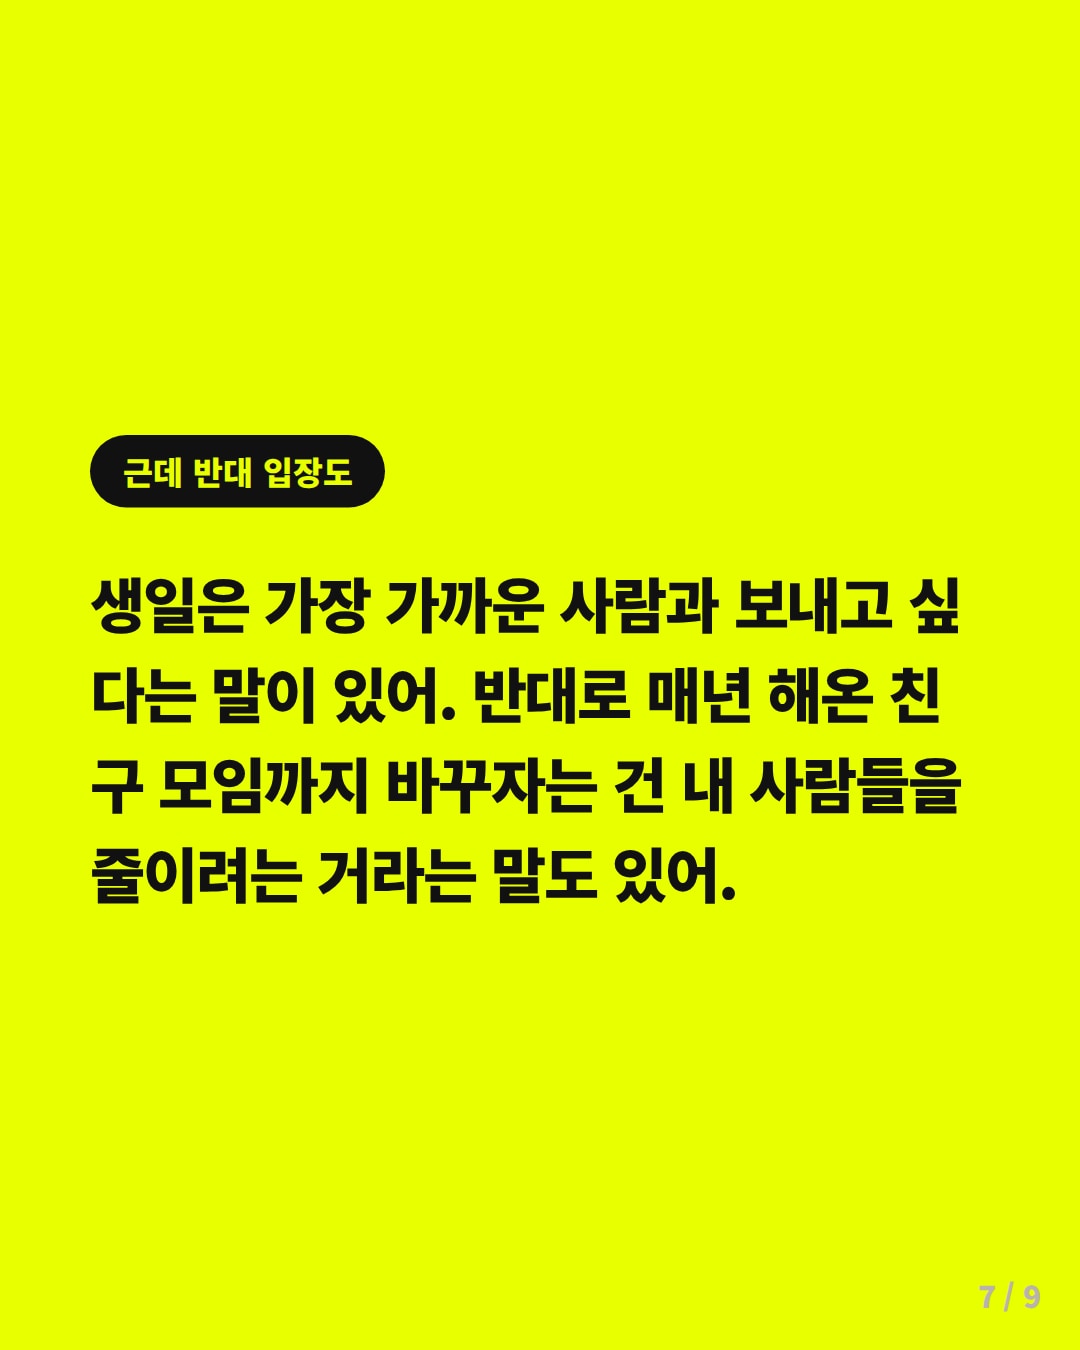 근데 반대 입장도
생일은 가장 가까운 사람과 보내고 싶
다는 말이 있어. 반대로 매년 해온 친
구 모임까지 바꾸자는 건 내 사람들을
줄이려는 거라는 말도 있어.
7 / 9